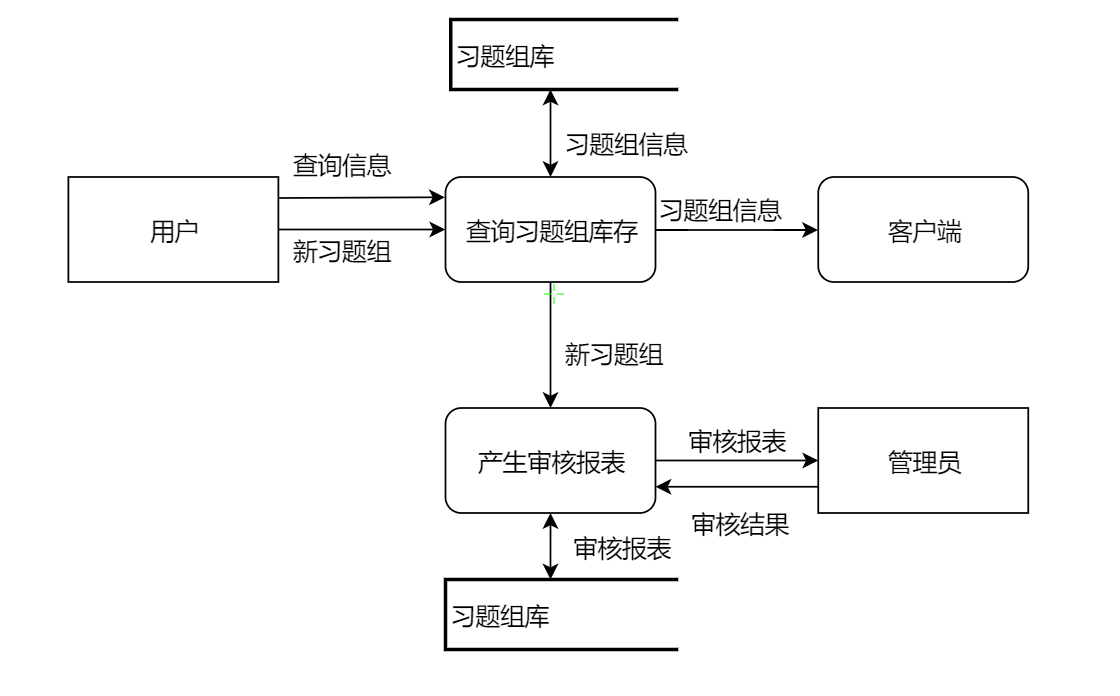 习题组库
习题组信息
查询信息
用户
新习题组
查询习题组库存
习题组信息
客户端
新习题组
产生审核报表
审核报表
审核结果
管理员
审核报表
习题组库